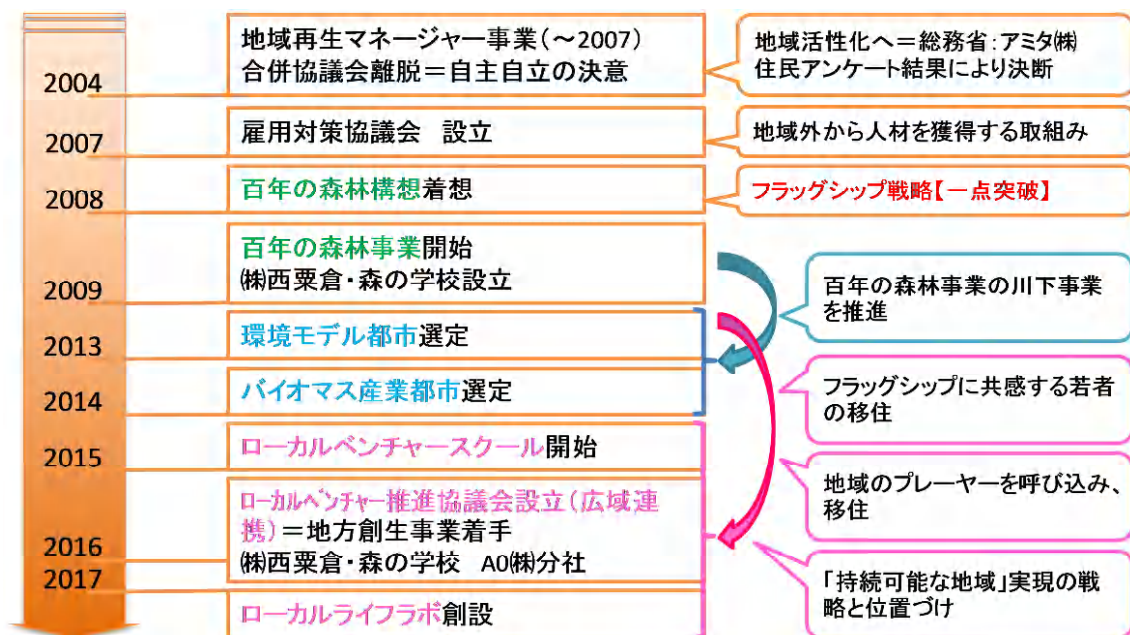 2004
地域再生マネージャー事業（～2007）
合併協議会離脱＝自主自立の決意
地域活性化へ＝総務省：アミタ㈱
住民アンケート結果により決断
2007
雇用対策協議会　設立
地域外から人材を獲得する取組み
2008
百年の森林構想着想
フラッグシップ戦略【一点突破】
2009
百年の森林事業開始
㈱西粟倉・森の学校設立
百年の森林事業の川下事業
を推進
2013
環境モデル都市選定
2014
バイオマス産業都市選定
フラッグシップに共感する若者
の移住
2015
ローカルベンチャースクール開始
地域のプレーヤーを呼び込み、
移住
2016
ﾛｰｶﾙﾍﾞﾝﾁｬｰ推進協議会設立（広域連
携）＝地方創生事業着手
㈱西粟倉・森の学校　A0㈱分社
「持続可能な地域」実現の戦
略と位置づけ
2017
ローカルライフラボ創設